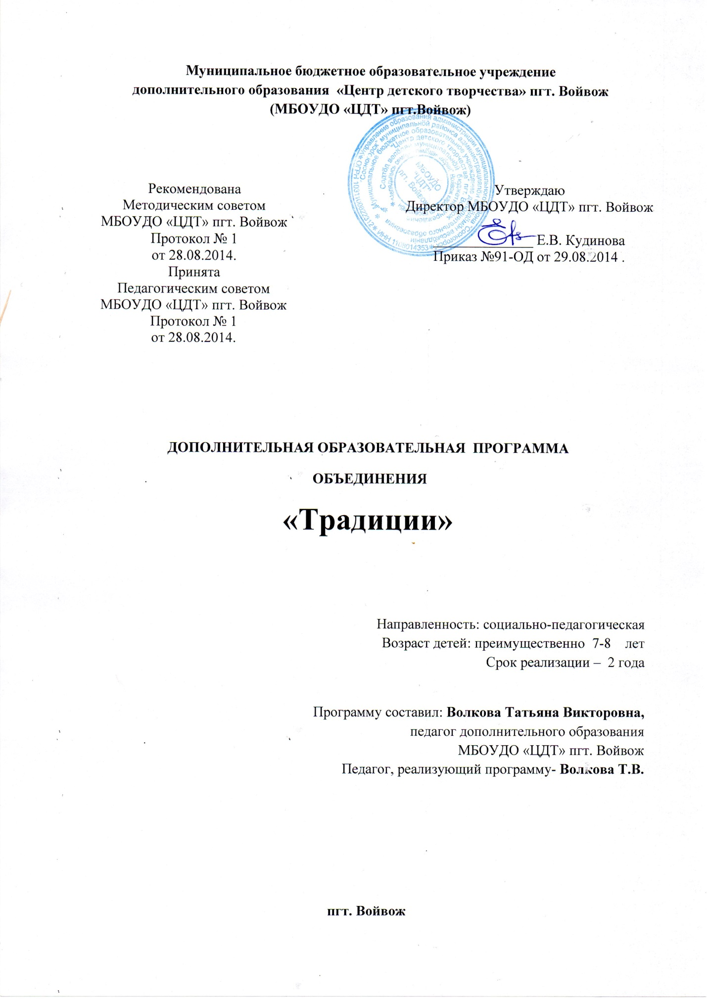 Муниципальное бюджетное образовательное учреждение
дополнительного образования «Центр детского творчества» пгт. Войвож
(МБОУДО «ЦДТ» пгт.Войвож)
Рекомендована
Методическим советом
МБОУДО «ЦДТ» пгт. Войвож
Протокол № 1
от 28.08.2014.
Принята
Педагогическим советом
МБОУДО «ЦДТ» пгт. Войвож
Протокол № 1
от 28.08.2014.
Утверждаю
Директор МБОУДО «ЦДТ» пгт. Войвож
Е.В. Кудинова
Приказ №91-ОД от 29.08.2014 .
МБОУДО
"ЦДТ"
пгт. Войвож
ДОПОЛНИТЕЛЬНАЯ ОБРАЗОВАТЕЛЬНАЯ ПРОГРАММА
ОБЪЕДИНЕНИЯ
«Традиции»
Направленность: социально-педагогическая
Возраст детей: преимущественно 7-8 лет
Срок реализации – 2 года
Программу составил: Волкова Татьяна Викторовна,
педагог дополнительного образования
МБОУДО «ЦДТ» пгт. Войвож
Педагог, реализующий программу- Волкова Т.В.
пгт. Войвож